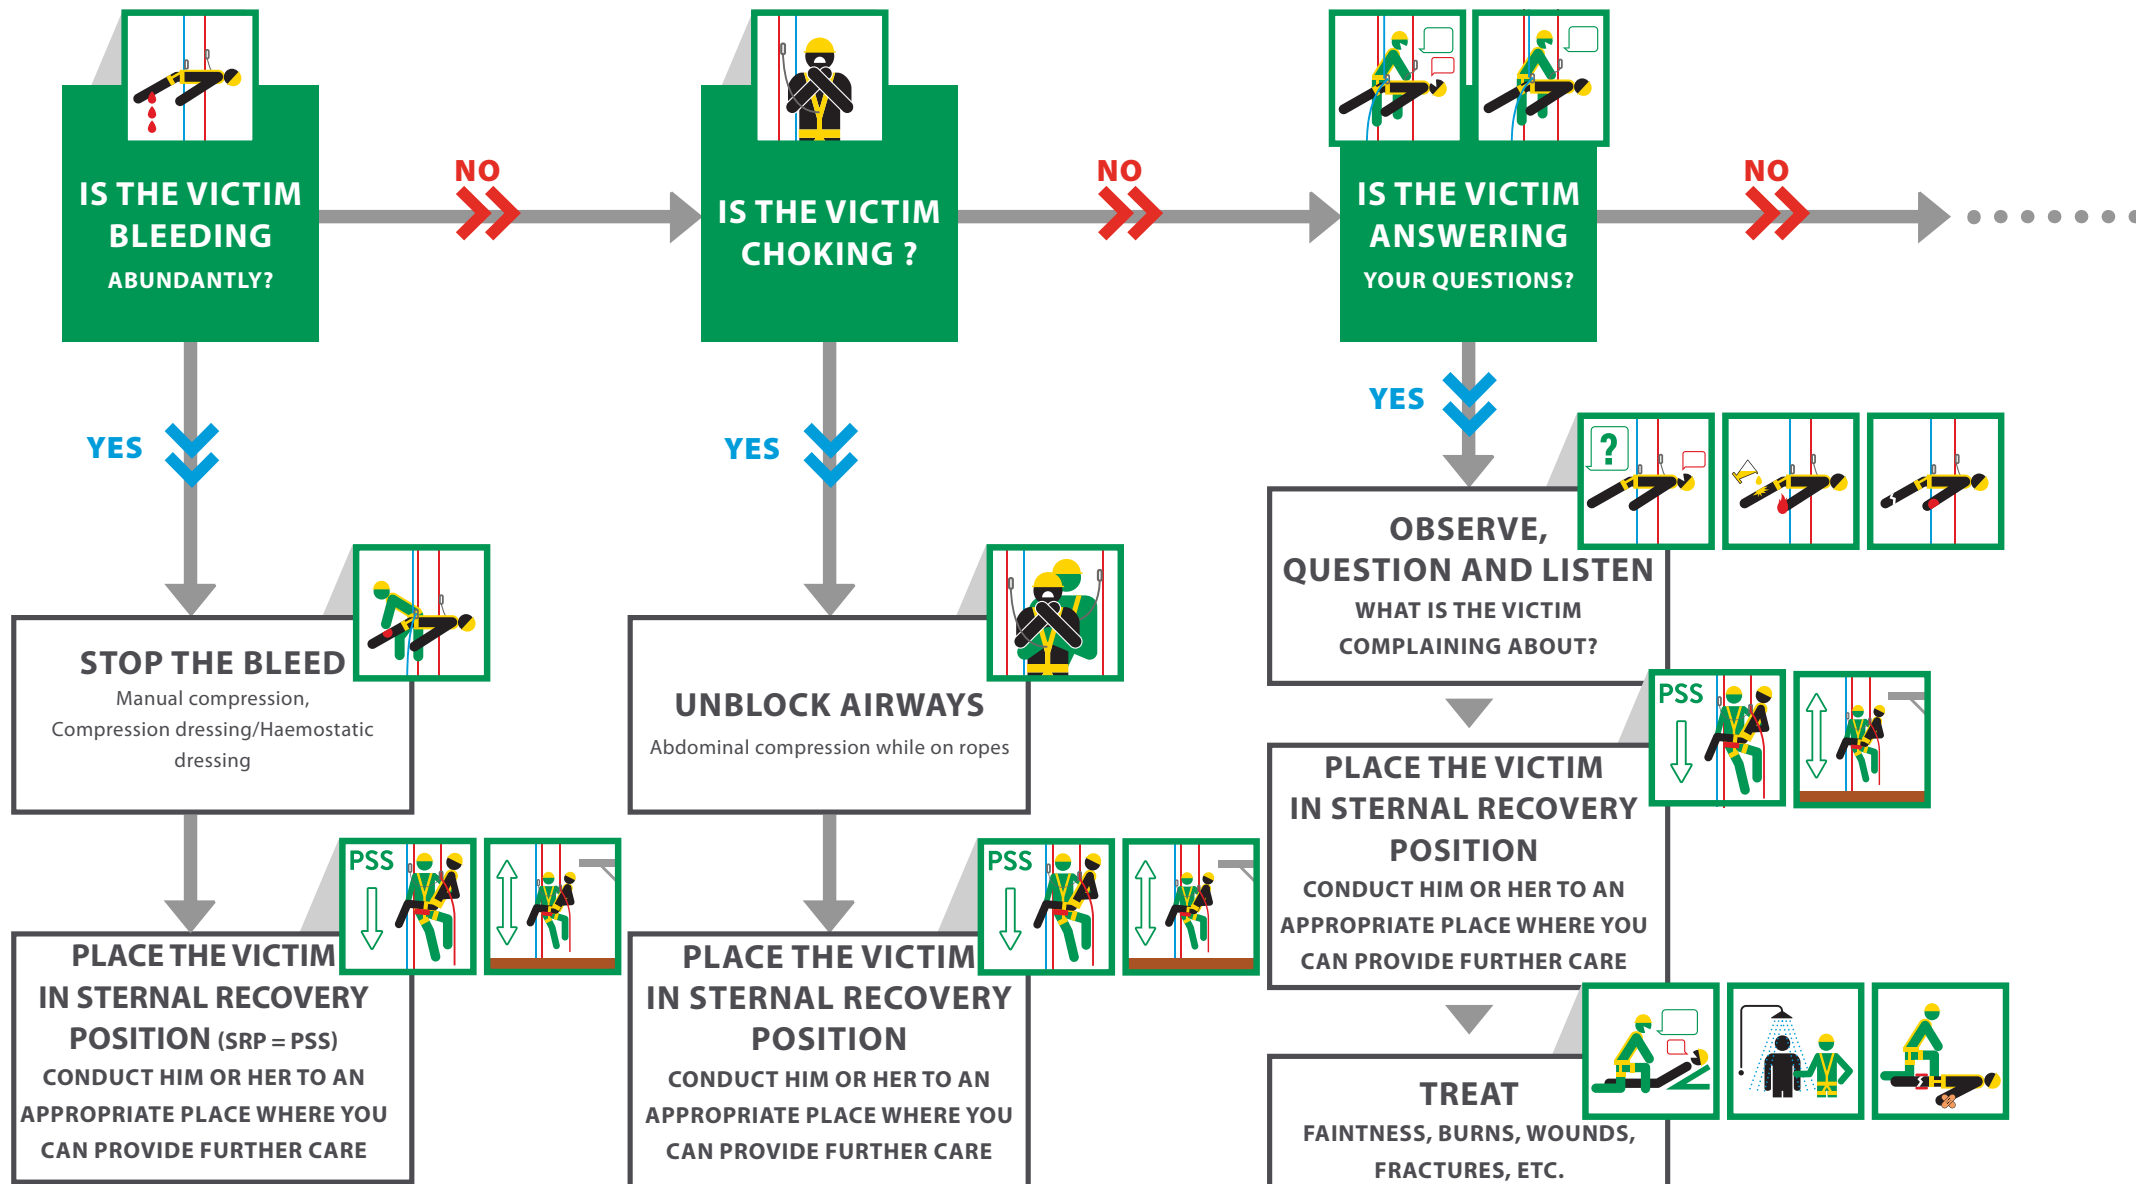 IS THE VICTIM
BLEEDING
ABUNDANTLY?
NO
IS THE VICTIM
CHOKING ?
NO
IS THE VICTIM
ANSWERING
YOUR QUESTIONS?
NO
YES
STOP THE BLEED
Manual compression,
Compression dressing/Haemostatic
dressing
PSS
PLACE THE VICTIM
IN STERNAL RECOVERY
POSITION (SRP = PSS)
CONDUCT HIM OR HER TO AN
APPROPRIATE PLACE WHERE YOU
CAN PROVIDE FURTHER CARE
YES
UNBLOCK AIRWAYS
Abdominal compression while on ropes
PSS
PLACE THE VICTIM
IN STERNAL RECOVERY
POSITION
CONDUCT HIM OR HER TO AN
APPROPRIATE PLACE WHERE YOU
CAN PROVIDE FURTHER CARE
YES
?
OBSERVE,
QUESTION AND LISTEN
WHAT IS THE VICTIM
COMPLAINING ABOUT?
PSS
PLACE THE VICTIM
IN STERNAL RECOVERY
POSITION
CONDUCT HIM OR HER TO AN
APPROPRIATE PLACE WHERE YOU
CAN PROVIDE FURTHER CARE
TREAT
FAINTNESS, BURNS, WOUNDS,
FRACTURES, ETC.